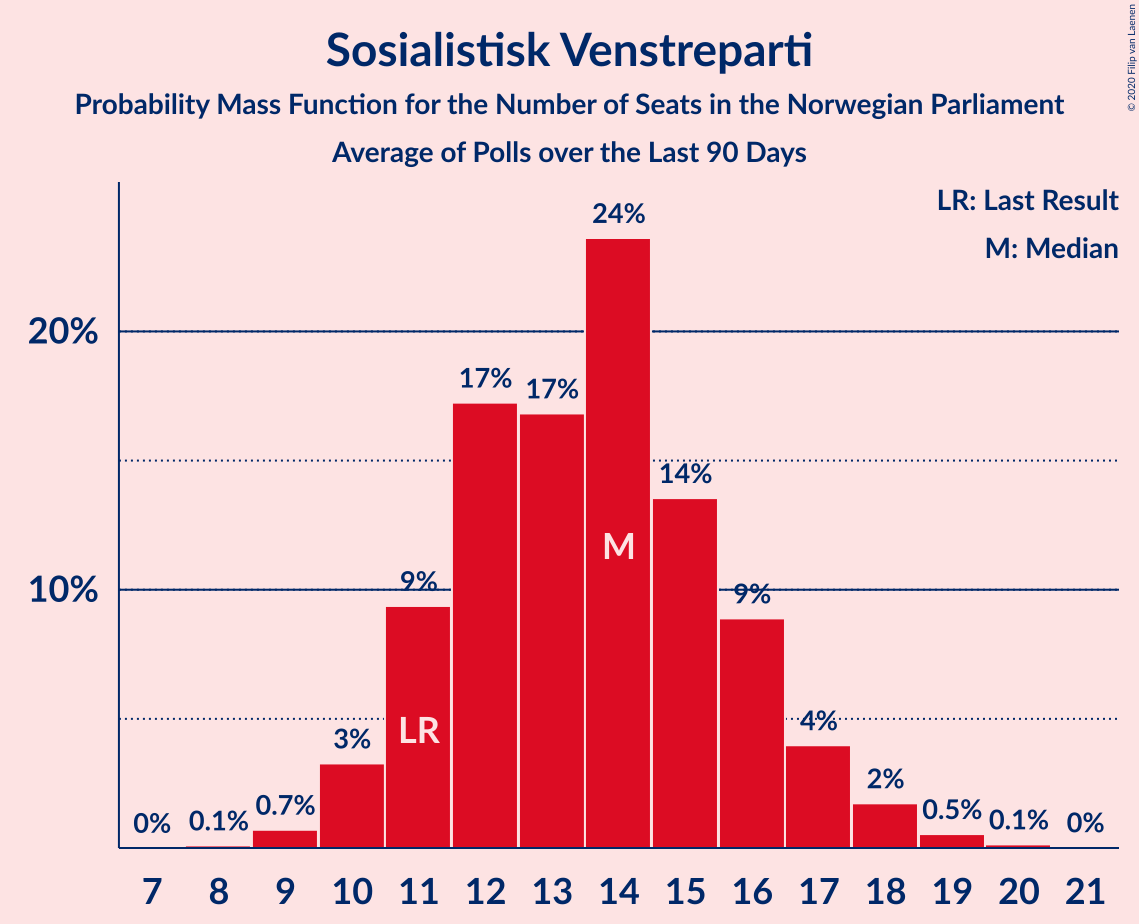 Sosialistisk Venstreparti
Probability Mass Function for the Number of Seats in the Norwegian Parliament
Average of Polls over the Last 90 Days
© 2020 Filip van Laenen
LR: Last Result
M: Median
20%
10%
0%
0.1%
0.7%
3%
9%
17%
17%
24%
14%
9%
4%
2%
0.5%
0.1%
0%
LR
M
7 8 9 10 11 12 13 14 15 16 17 18 19 20 21